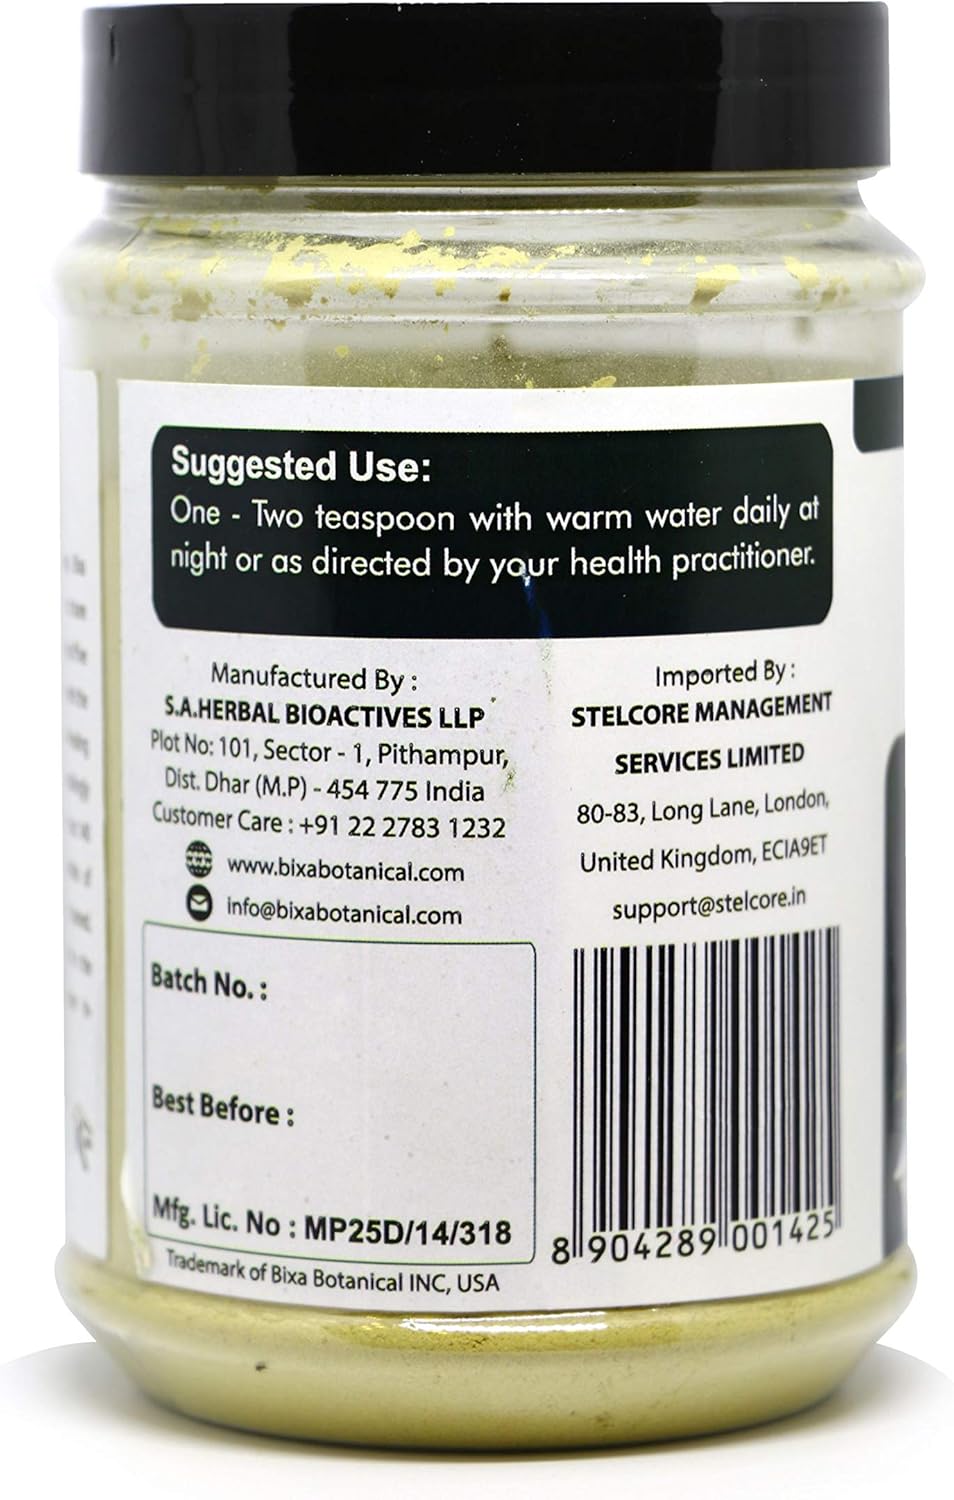 Suggested Use:
One - Two teaspoon with warm water daily at
night or as directed by your health practitioner.
Manufactured By :
S.A.HERBAL BIOACTIVES LLP
Plot No: 101, Sector - 1, Pithampur,
Dist. Dhar (M.P) - 454 775 India
Customer Care : +91 22 2783 1232
www.bixabotanical.com
info@bixabotanical.com
Imported By :
STELCORE MANAGEMENT
SERVICES LIMITED
80-83, Long Lane, London,
United Kingdom, ECIA9ET
support@stelcore.in
Batch No. :
Best Before :
Mfg. Lic. No : MP25D/14/318
Trademark of Bixa Botanical INC, USA
8 904289 001425